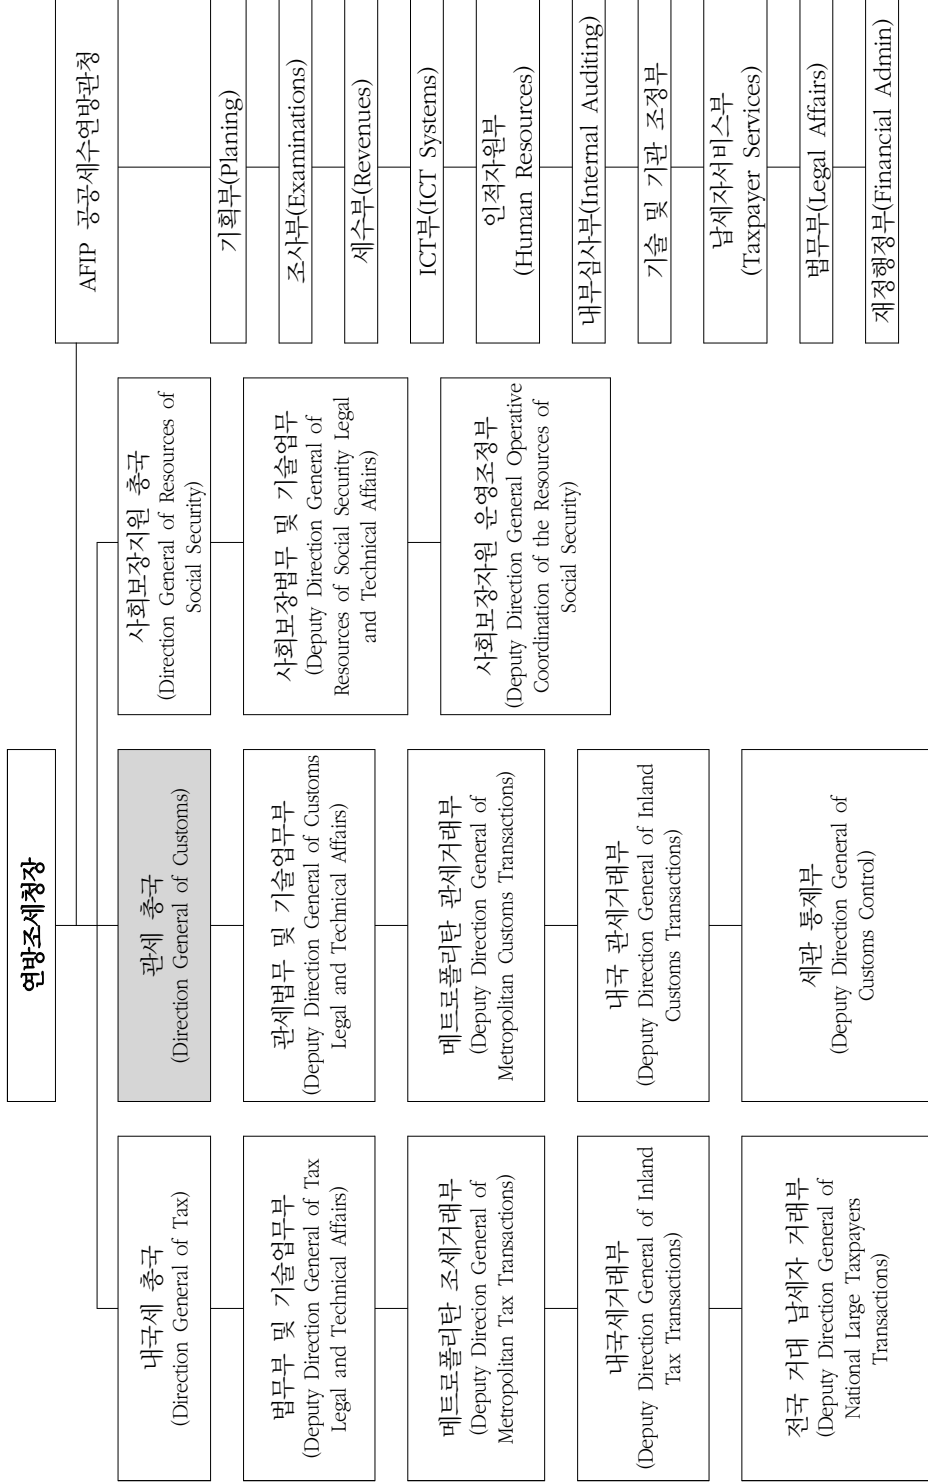 연방조세청장
내국세 총국
(Direction General of Tax)
법무부 및 기술업무부
(Deputy Direction General of Tax
Legal and Technical Affairs)
메트로폴리탄 조세거래부
(Deputy Direcion General of
Metropolitan Tax Transactions)
내국세거래부
(Deputy Direction General of Inland
Tax Transactions)
전국 거대 납세자 거래부
(Deputy Direction General of
National Large Taxpayers
Transactions)
관세 총국
(Direction General of Customs)
관세법무 및 기술업무부
(Deputy Direction General of Customs
Legal and Technical Affairs)
메트로폴리탄 관세거래부
(Deputy Direction General of
Metropolitan Customs Transactions)
내국 관세거래부
(Deputy Direction General of Inland
Customs Transactions)
세관 통제부
(Deputy Direction General of
Customs Control)
사회보장지원 총국
(Direction General of Resources of
Social Security)
사회보장법무 및 기술업무
(Deputy Direction General of
Resources of Social Security Legal
and Technical Affairs)
사회보장자원 운영조정부
(Deputy Direction General Operative
Coordination of the Resources of
Social Security)
AFIP 공공세수연방관청
기획부(Planing)
조사부(Examinations)
세수부(Revenues)
ICT부(ICT Systems)
인적자원부
(Human Resources)
내부심사부(Internal Auditing)
기술 및 기관 조정부
납세자서비스부
(Taxpayer Services)
법무부(Legal Affairs)
재정행정부(Financial Admin)